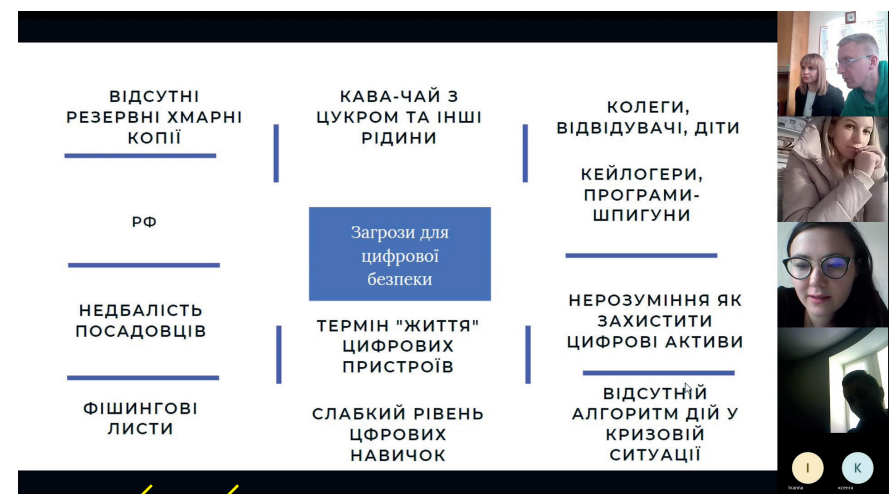 ВІДСУТНІ
РЕЗЕРВНІ ХМАРНІ
КОПІЇ
РФ
НЕДБАЛІСТЬ
ПОСАДОВЦІВ
ФІШИНГОВІ
ЛИСТИ
КАВА-ЧАЙ З
ЦУКРОМ ТА ІНШІ
РІДИНИ
Загрози для
цифрової
безпеки
ТЕРМІН "ЖИТТЯ"
ЦИФРОВИХ
ПРИСТРОЇВ
СЛАБКИЙ РІВЕНЬ
ЦФРОВИХ
НАВИЧОК
КОЛЕГИ,
ВІДВІДУВАЧІ, ДІТИ
КЕЙЛОГЕРИ,
ПРОГРАМИ-
ШПИГУНИ
НЕРОЗУМІННЯ ЯК
ЗАХИСТИТИ
ЦИФРОВІ АКТИВИ
ВІДСУТНІЙ
АЛГОРИТМ ДІЙ У
КРИЗОВІЙ
СИТУАЦІЇ
I
К
Ivanna
ксенія